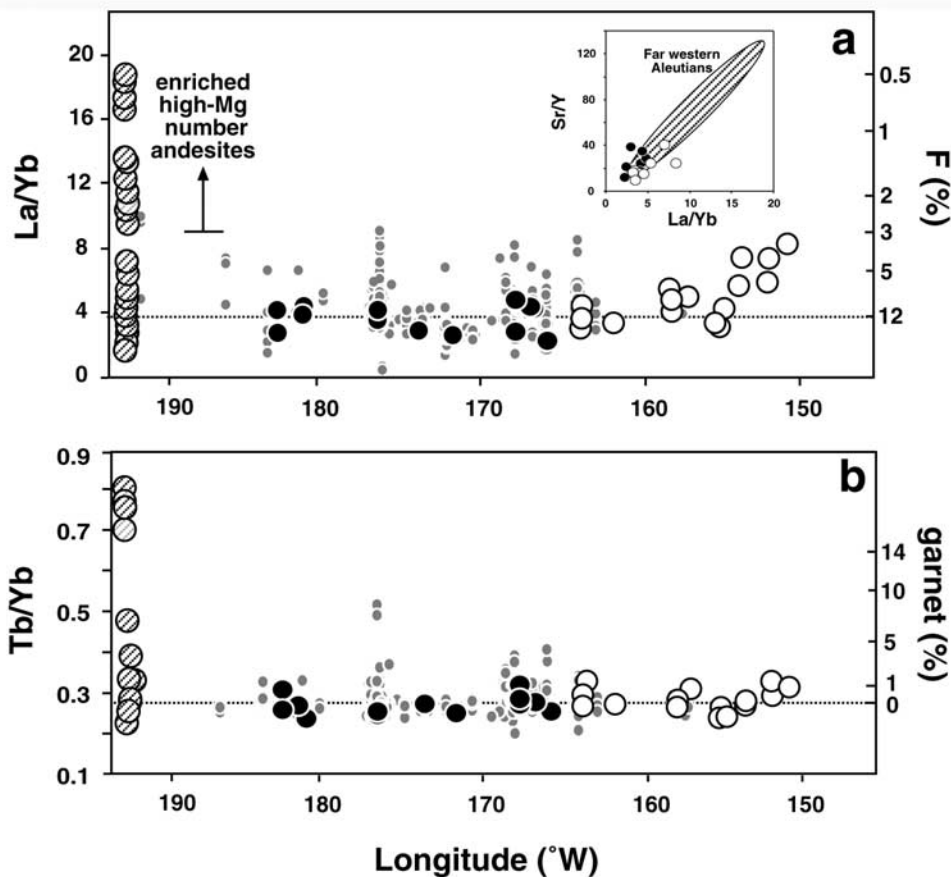 a
20
16
12
8
4
0
La/Yb
enriched
high-Mg
number
andesites
120
80
40
0
Sr/Y
Far western
Aleutians
0
5
10
15
20
La/Yb
0.5
1
2
3
5
12
F (%)
190
180
170
160
150
b
0.9
0.7
0.5
0.3
0.1
Tb/Yb
14
10
5
1
0
garnet (%)
190
180
170
160
150
Longitude (˚W)